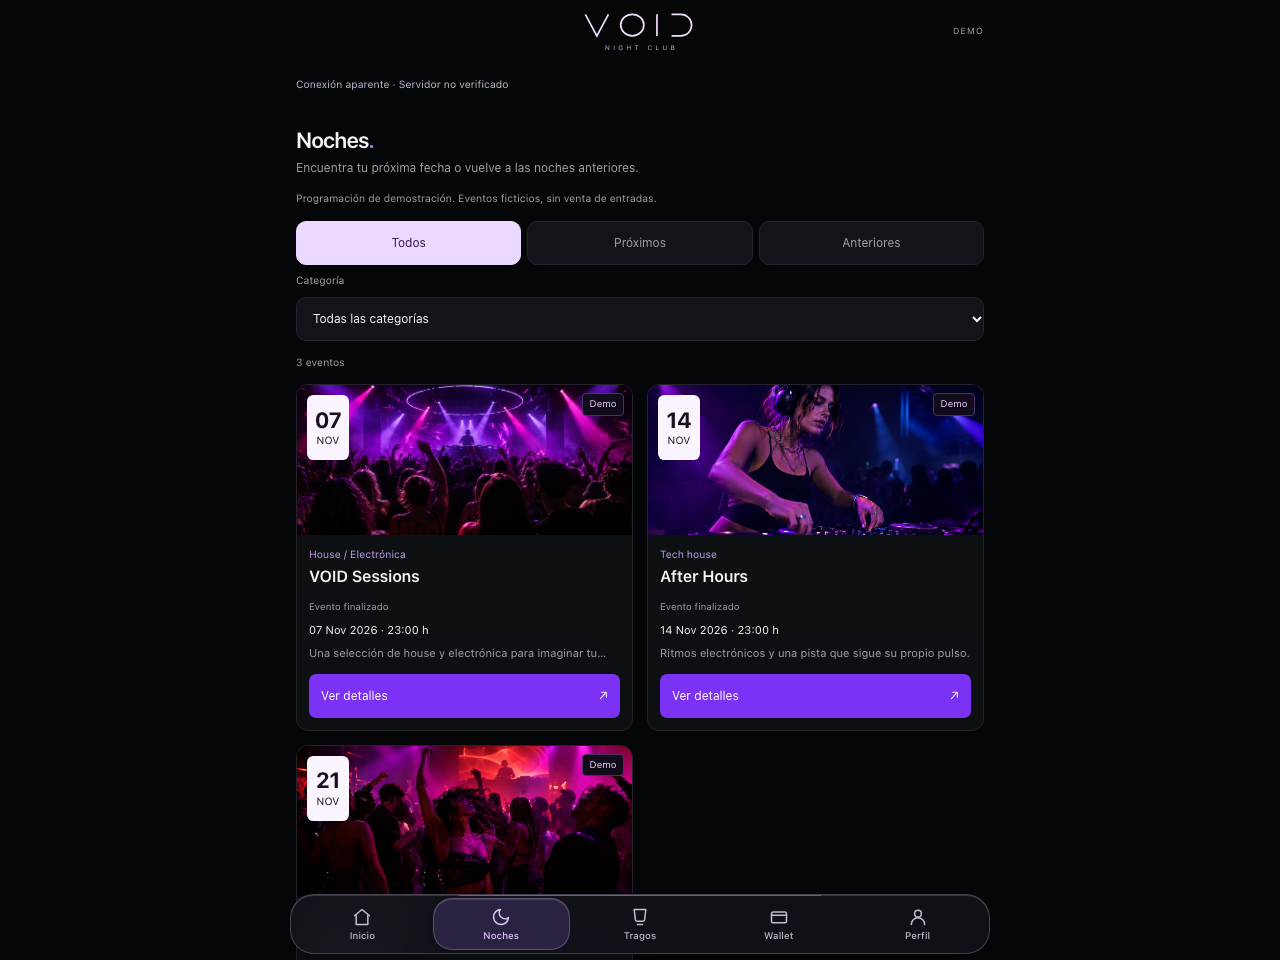 VOID
NIGHT CLUB
DEMO
Conexión aparente · Servidor no verificado
Noches.
Encuentra tu próxima fecha o vuelve a las noches anteriores.
Programación de demostración. Eventos ficticios, sin venta de entradas.
Todos
Próximos
Anteriores
Categoría
Todas las categorías
3 eventos
07
NOV
Demo
House / Electrónica
VOID Sessions
Evento finalizado
07 Nov 2026 · 23:00 h
Una selección de house y electrónica para imaginar tu...
Ver detalles ↗
14
NOV
Demo
Tech house
After Hours
Evento finalizado
14 Nov 2026 · 23:00 h
Ritmos electrónicos y una pista que sigue su propio pulso.
Ver detalles ↗
21
NOV
Demo
Inicio
Noches
Tragos
Wallet
Perfil